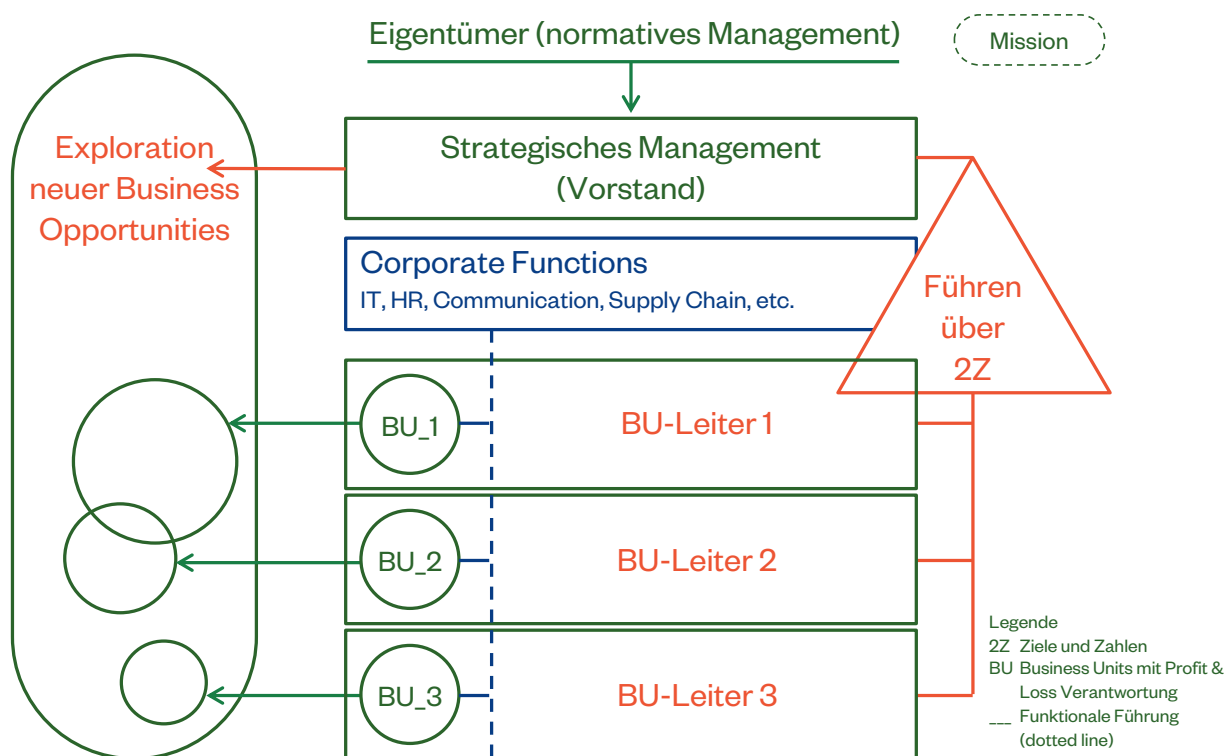 Eigentümer (normatives Management)
Mission
Exploration
neuer Business
Opportunities
Strategisches Management
(Vorstand)
Corporate Functions
IT, HR, Communication, Supply Chain, etc.
Führen
über
2Z
BU_1
BU-Leiter 1
BU_2
BU-Leiter 2
BU_3
BU-Leiter 3
Legende
2Z Ziele und Zahlen
BU Business Units mit Profit &
Loss Verantwortung
___ Funktionale Führung
(dotted line)